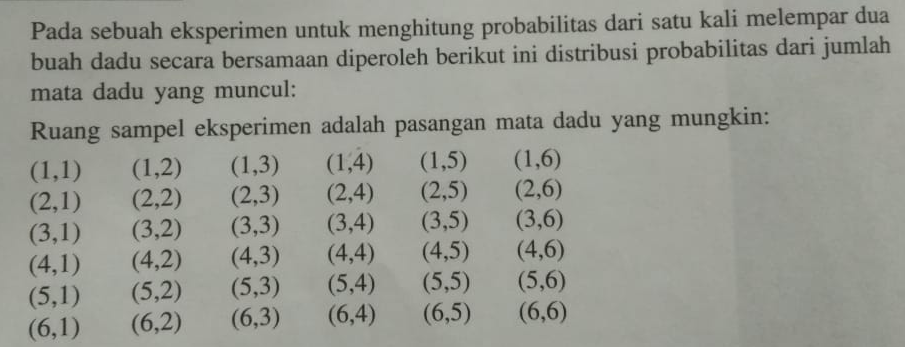 Pada sebuah eksperimen untuk menghitung probabilitas dari satu kali melempar dua
buah dadu secara bersamaan diperoleh berikut ini distribusi probabilitas dari jumlah
mata dadu yang muncul:
Ruang sampel eksperimen adalah pasangan mata dadu yang mungkin:
(1,1) (1,2) (1,3) (1,4) (1,5) (1,6)
(2,1) (2,2) (2,3) (2,4) (2,5) (2,6)
(3,1) (3,2) (3,3) (3,4) (3,5) (3,6)
(4,1) (4,2) (4,3) (4,4) (4,5) (4,6)
(5,1) (5,2) (5,3) (5,4) (5,5) (5,6)
(6,1) (6,2) (6,3) (6,4) (6,5) (6,6)